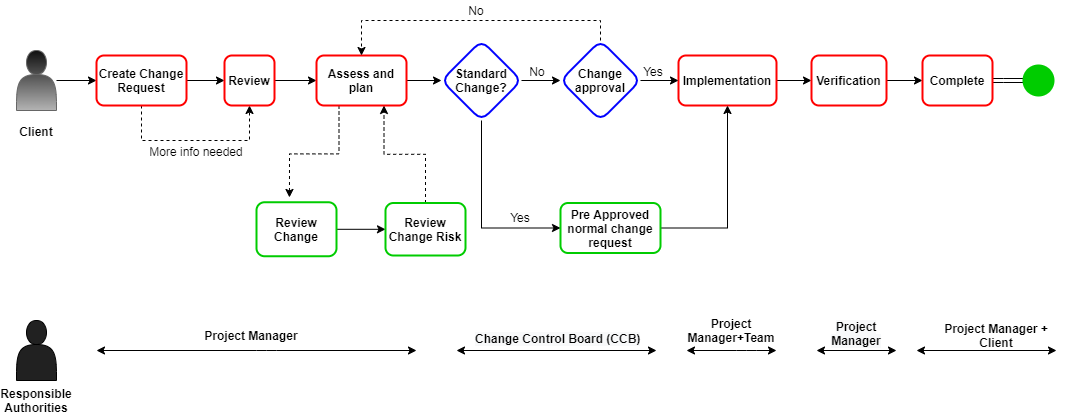 No
Create Change
Request
Review
Assess and
plan
Standard
Change?
No
Change
approval
Yes
Implementation
Verification
Complete
Client
More info needed
Review
Change
Review
Change Risk
Yes
Pre Approved
normal change
request
Project Manager
Change Control Board (CCB)
Project
Manager+Team
Project
Manager
Project Manager +
Client
Responsible
Authorities